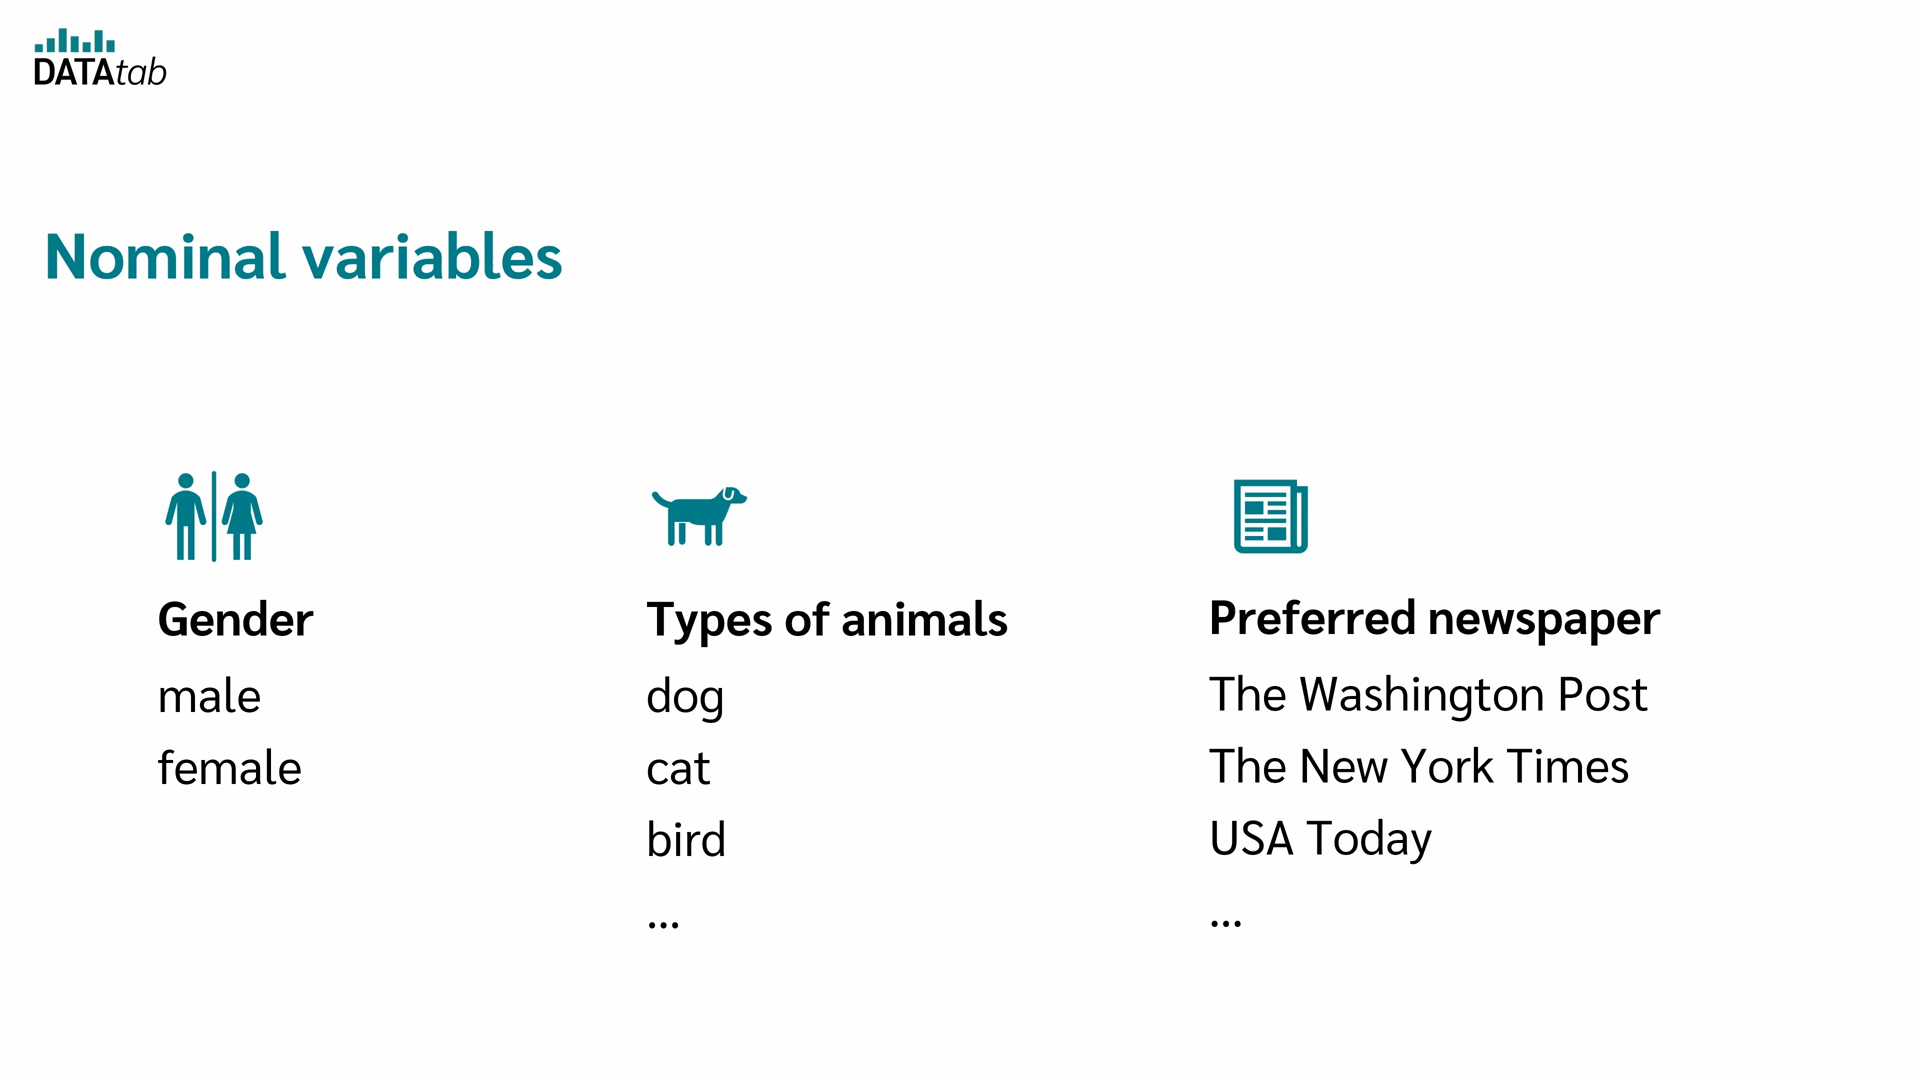 DATAtab
Nominal variables
Gender
male
female
Types of animals
dog
cat
bird
...
Preferred newspaper
The Washington Post
The New York Times
USA Today
...